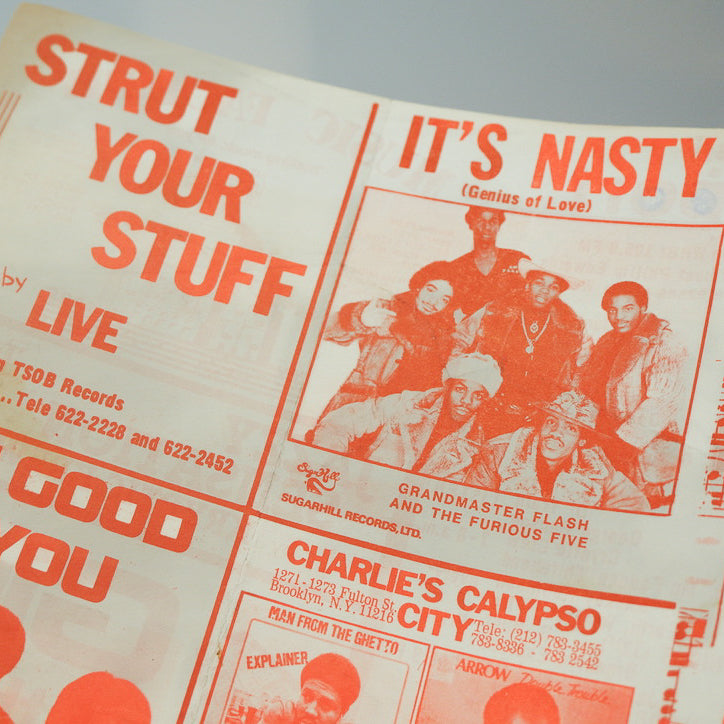 STRUT
YOUR
STUFF
by
LIVE
TSOB Records
..Tele 622-2228 and 622-2452
IT'S NASTY
(Genius of Love)
SugarHill
SUGARHILL RECORDS, LTD.
GRANDMASTER FLASH
AND THE FURIOUS FIVE
GOOD
YOU
CHARLIE'S CALYPSO
CITY
1271-1273 Fulton St.
Brooklyn, N.Y. 11216
Tele: (212) 783-3455
783-8336 - 783 2542
MAN FROM THE GHETTO
EXPLAINER
ARROW Double Trouble